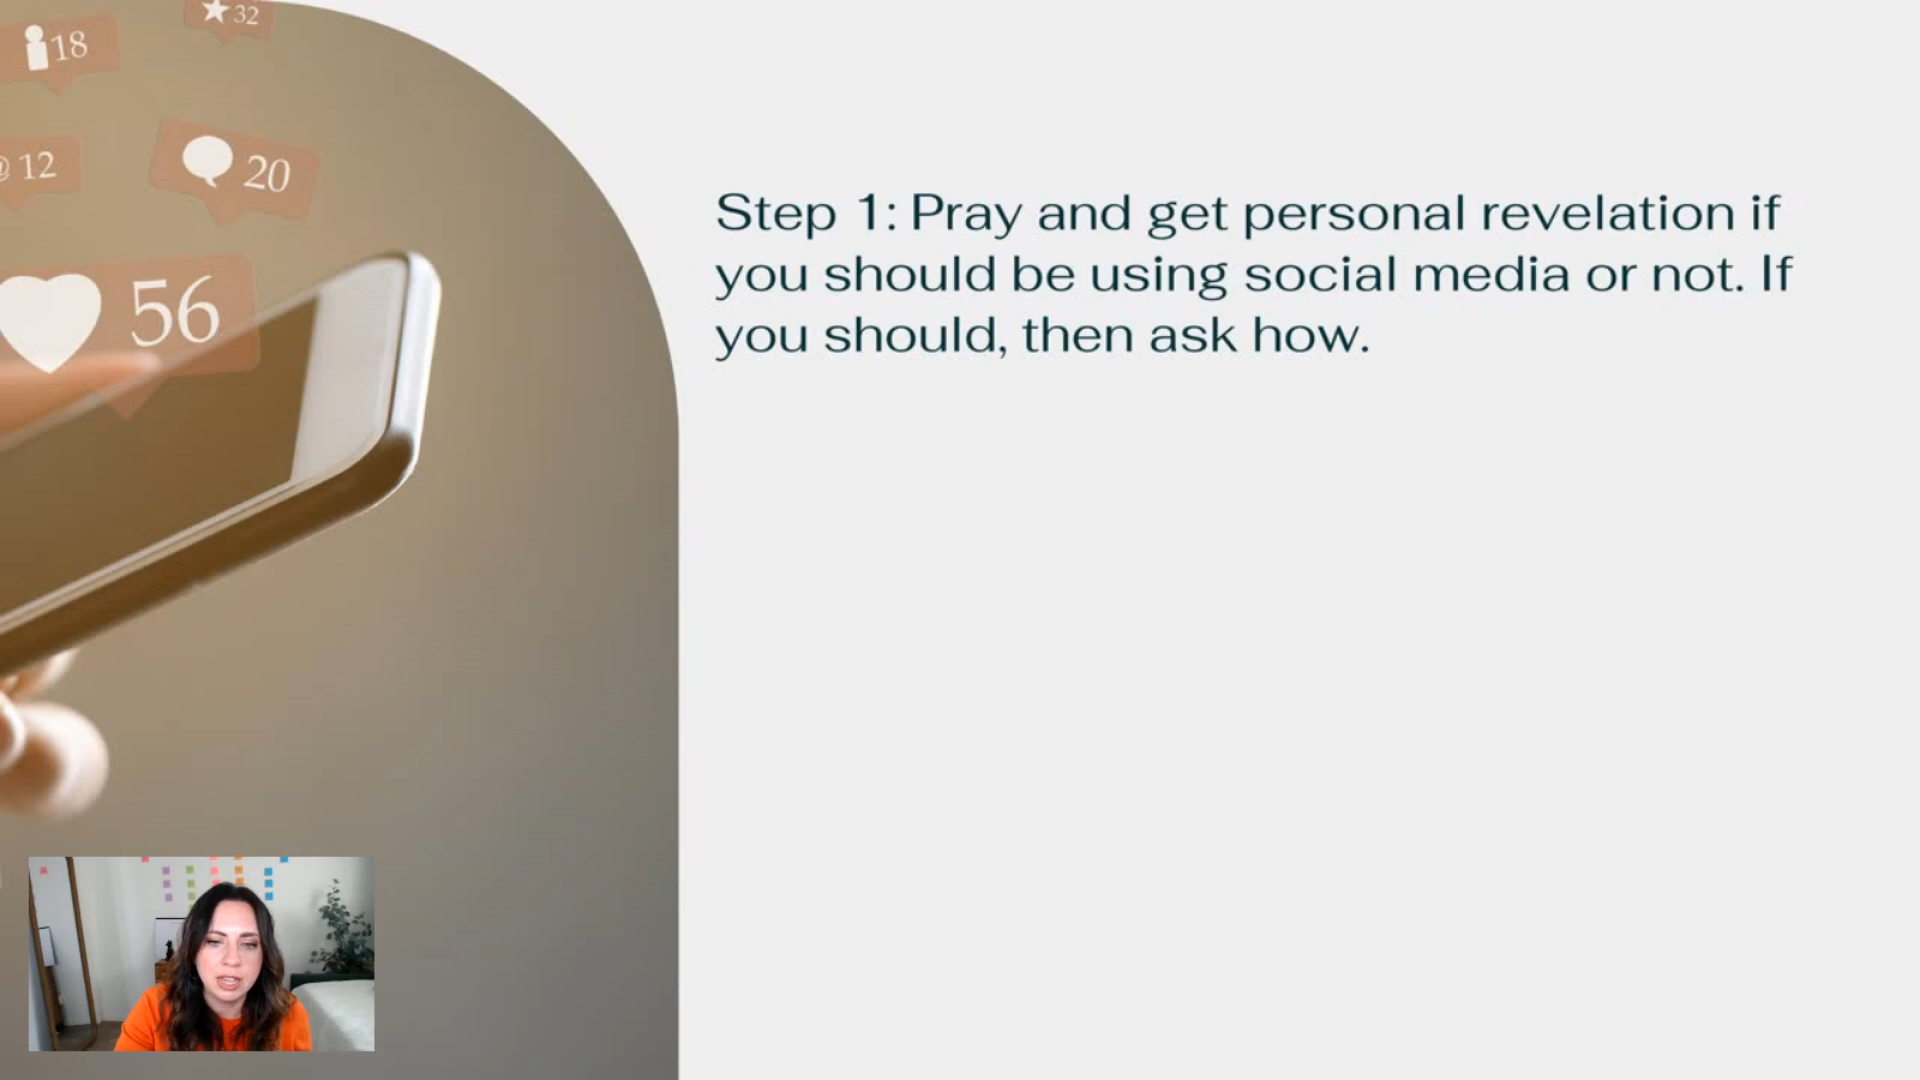 32
18
@ 12
20
56
Step 1: Pray and get personal revelation if
you should be using social media or not. If
you should, then ask how.